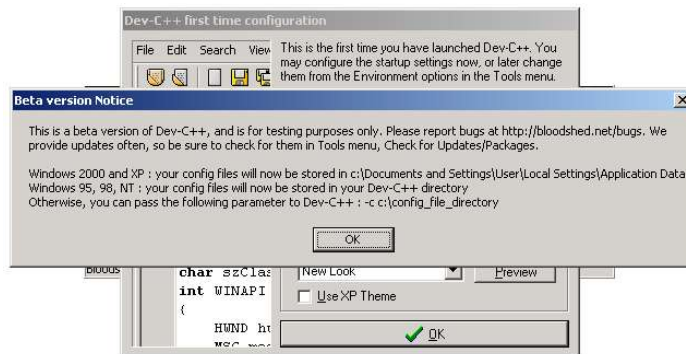 Dev-C++ first time configuration
File Edit Search View
This is the first time you have launched Dev-C++. You
may configure the startup settings now, or later change
them from the Environment options in the Tools menu.
Beta version Notice
This is a beta version of Dev-C++, and is for testing purposes only. Please report bugs at http://bloodshed.net/bugs. We
provide updates often, so be sure to check for them in Tools menu, Check for Updates/Packages.
Windows 2000 and XP : your config files will now be stored in c:\Documents and Settings\User\Local Settings\Application Data
Windows 95, 98, NT : your config files will now be stored in your Dev-C++ directory
Otherwise, you can pass the following parameter to Dev-C++ : -c c:\config_file_directory
OK
char szClas
New Look
Preview
int WINAPI
Use XP Theme
{
HWND h
OK